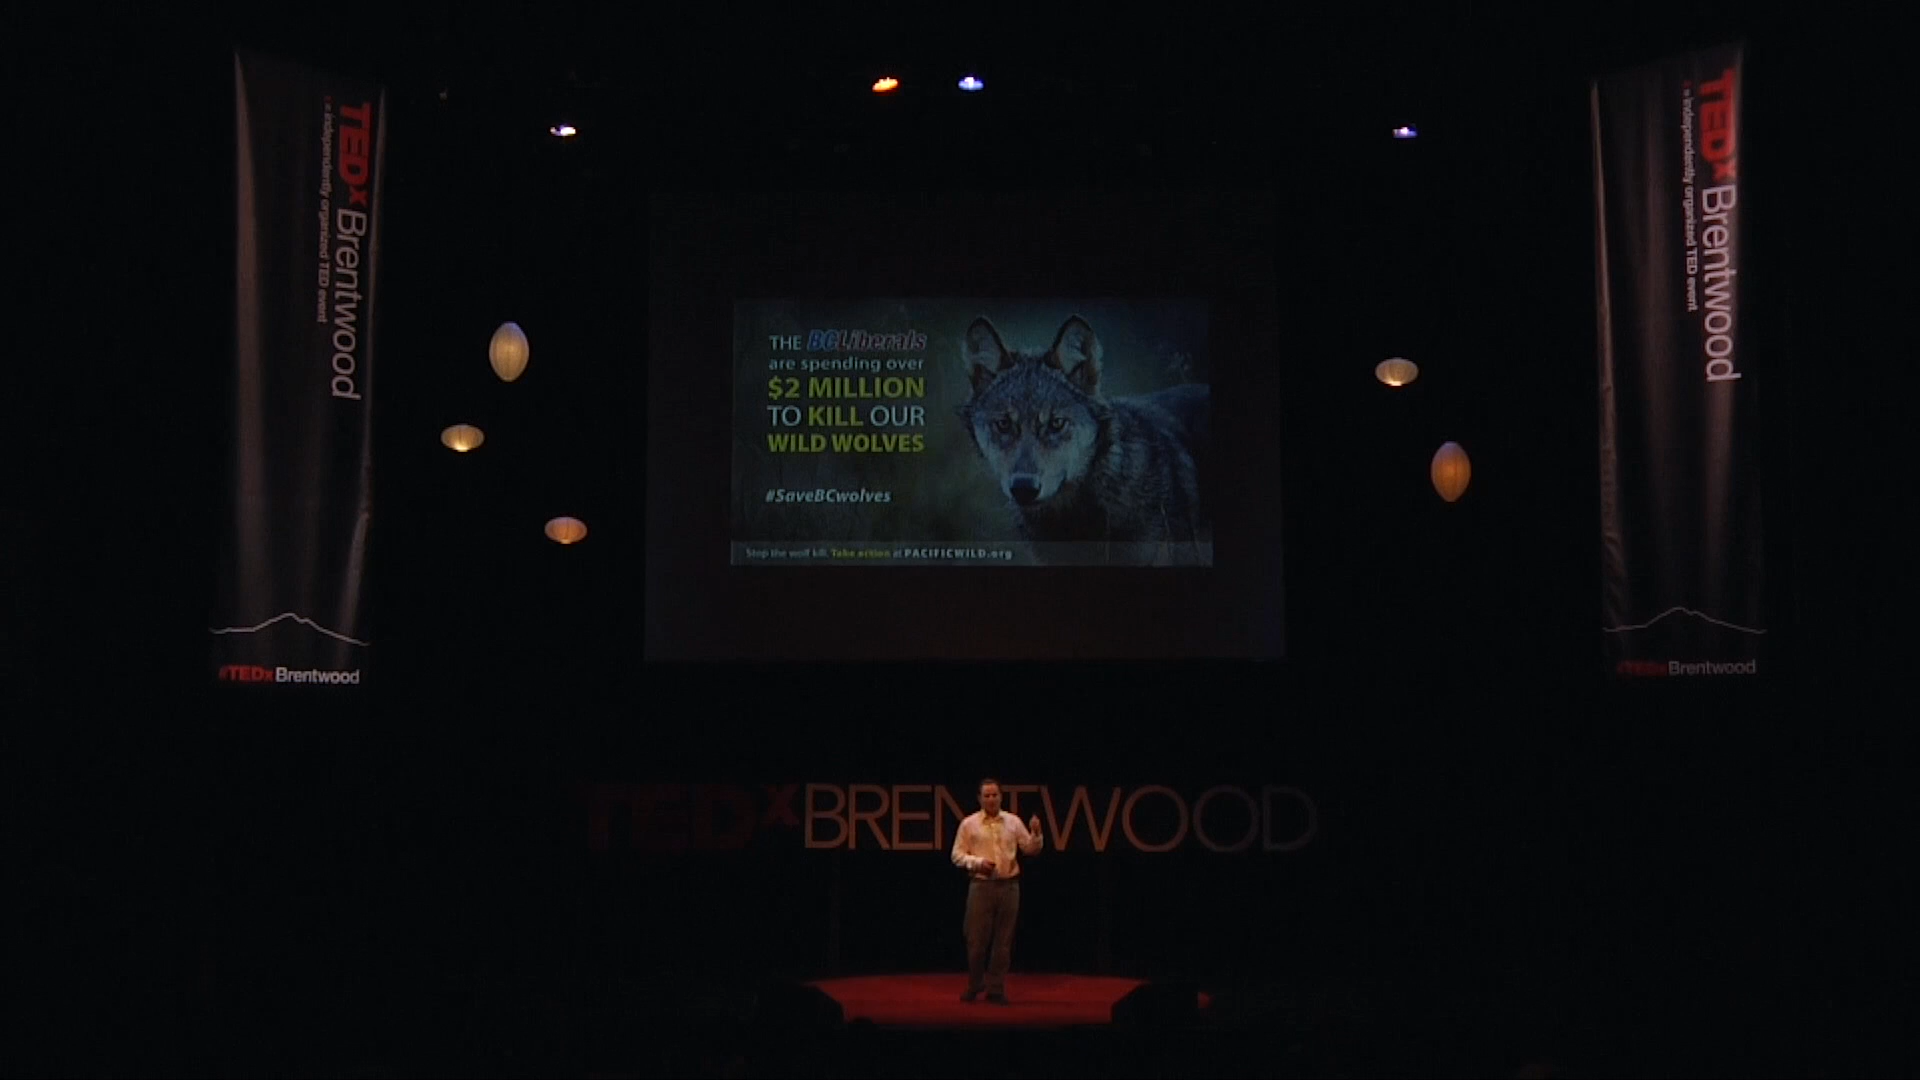 TEDx Brentwood
x = independently organized TED event
#TEDxBrentwood
THE BCLiberals
are spending over
$2 MILLION
TO KILL OUR
WILD WOLVES
#SaveBCwolves
Stop the wolf kill. Take action at PACIFICWILD.org
TEDx Brentwood
x = independently organized TED event
#TEDxBrentwood
TEDxBRENTWOOD